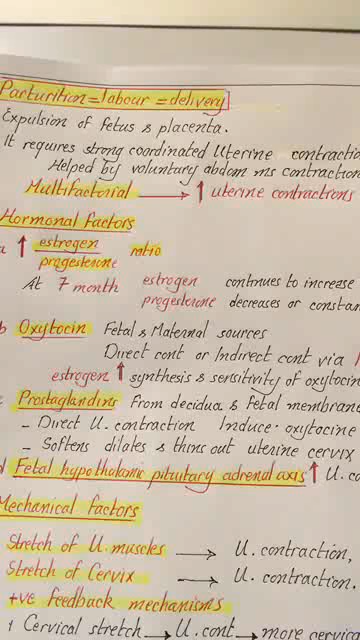 Parturition = labour = delivery
Expulsion of fetus & placenta.
It requires strong coordinated Uterine contractio
Helped by voluntary abdom ms contraction
Multifactorial → ↑ uterine contractions
Hormonal factors
a ↑ estrogen ratio
progesterone
At 7 month estrogen continues to increase
progesterone decreases or constan
b Oxytocin Fetal & Maternal sources
Direct cont or Indirect cont via
estrogen ↑ synthesis & sensitivity of oxytocin
Prostaglandins From decidua & fetal membrane
- Direct U. contraction Induce oxytocine
- Softens dilates & thins out uterine cervix
d Fetal hypothalamic pituitary adrenal axis ↑ U. co
Mechanical factors
Stretch of U. muscles → U. contraction,
Stretch of Cervix → U. contraction.
+ve feedback mechanisms
1 Cervical stretch → U. cont → more cervica